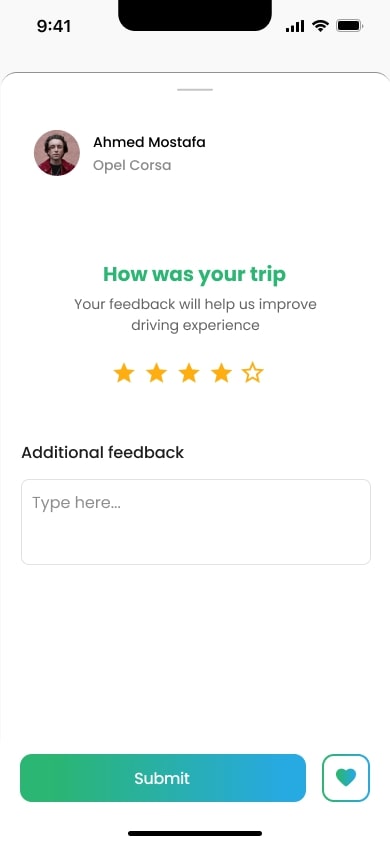 9:41
Ahmed Mostafa
Opel Corsa
How was your trip
Your feedback will help us improve
driving experience
Additional feedback
Type here...
Submit